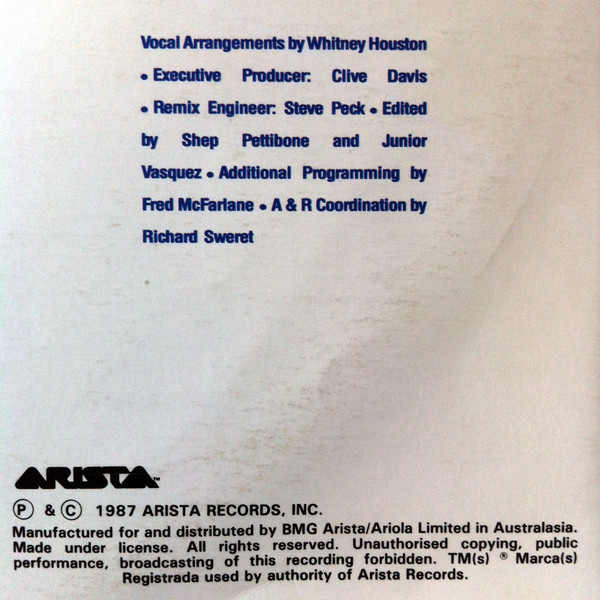 Vocal Arrangements by Whitney Houston
• Executive Producer: Clive Davis
• Remix Engineer: Steve Peck • Edited
by Shep Pettibone and Junior
Vasquez • Additional Programming by
Fred McFarlane • A & R Coordination by
Richard Sweret
ARISTA™
Ⓟ & Ⓒ 1987 ARISTA RECORDS, INC.
Manufactured for and distributed by BMG Arista/Ariola Limited in Australasia.
Made under license. All rights reserved. Unauthorised copying, public
performance, broadcasting of this recording forbidden. TM(s) ® Marca(s)
Registrada used by authority of Arista Records.